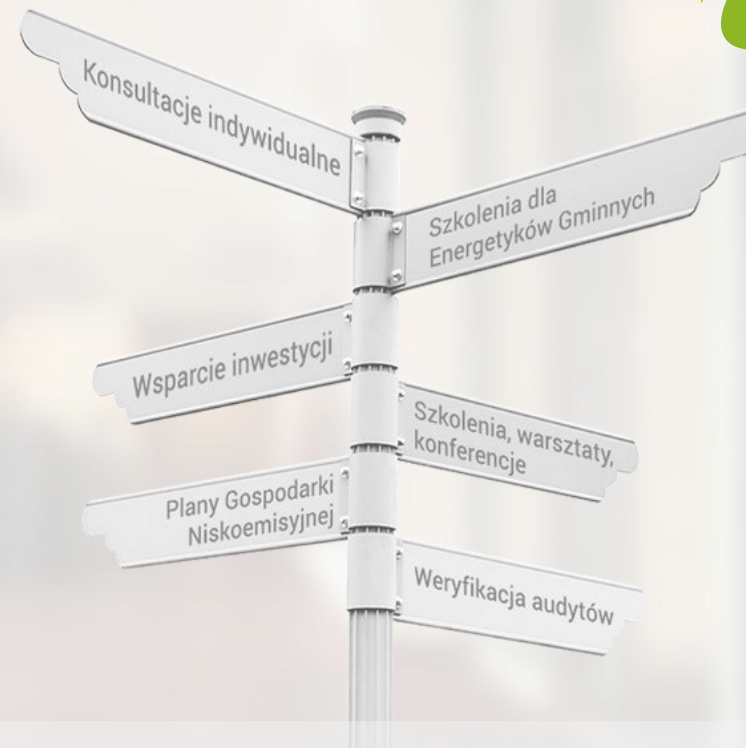 Konsultacje indywidualne
Szkolenia dla
Energetyków Gminnych
Wsparcie inwestycji
Szkolenia, warsztaty,
konferencje
Plany Gospodarki
Niskoemisyjnej
Weryfikacja audytów